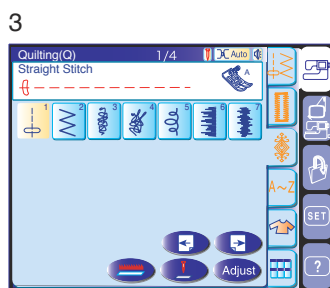 3
Quilting(Q) 1/4 Auto
Straight Stitch A
1 2 3 4 5 6 7
A~Z
SET
Adjust ?